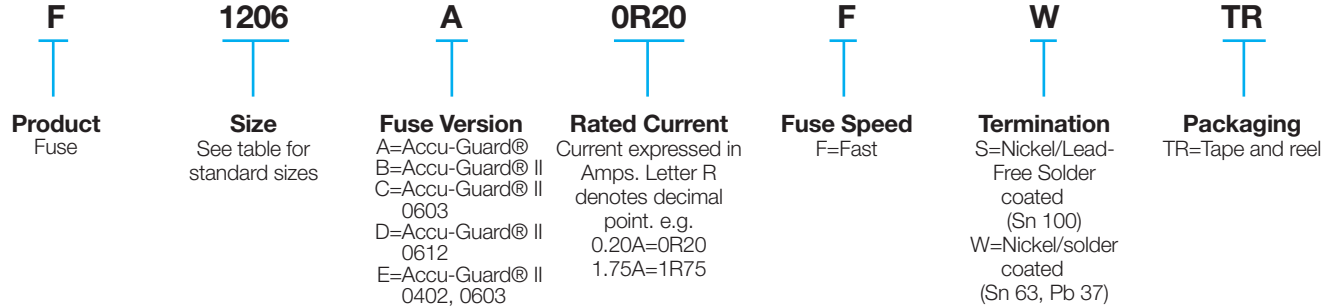 F
1206
A
0R20
F
W
TR
Product
Fuse
Size
See table for
standard sizes
Fuse Version
A=Accu-Guard®
B=Accu-Guard® II
C=Accu-Guard® II
0603
D=Accu-Guard® II
0612
E=Accu-Guard® II
0402, 0603
Rated Current
Current expressed in
Amps. Letter R
denotes decimal
point. e.g.
0.20A=0R20
1.75A=1R75
Fuse Speed
F=Fast
Termination
S=Nickel/Lead-
Free Solder
coated
(Sn 100)
W=Nickel/solder
coated
(Sn 63, Pb 37)
Packaging
TR=Tape and reel